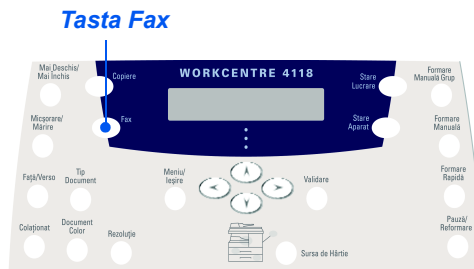 Tasta Fax
WORKCENTRE 4118
Mai Deschis/
Mai Închis
Copiere
Stare
Lucrare
Formare
Manuală Grup
Micşorare/
Mărire
Fax
Stare
Aparat
Formare
Manuală
Faţă/Verso
Tip
Document
Meniu/
Ieşire
Validare
Formare
Rapidă
Colaţionat
Document
Color
Rezoluţie
Sursa de Hârtie
Pauză/
Reformare